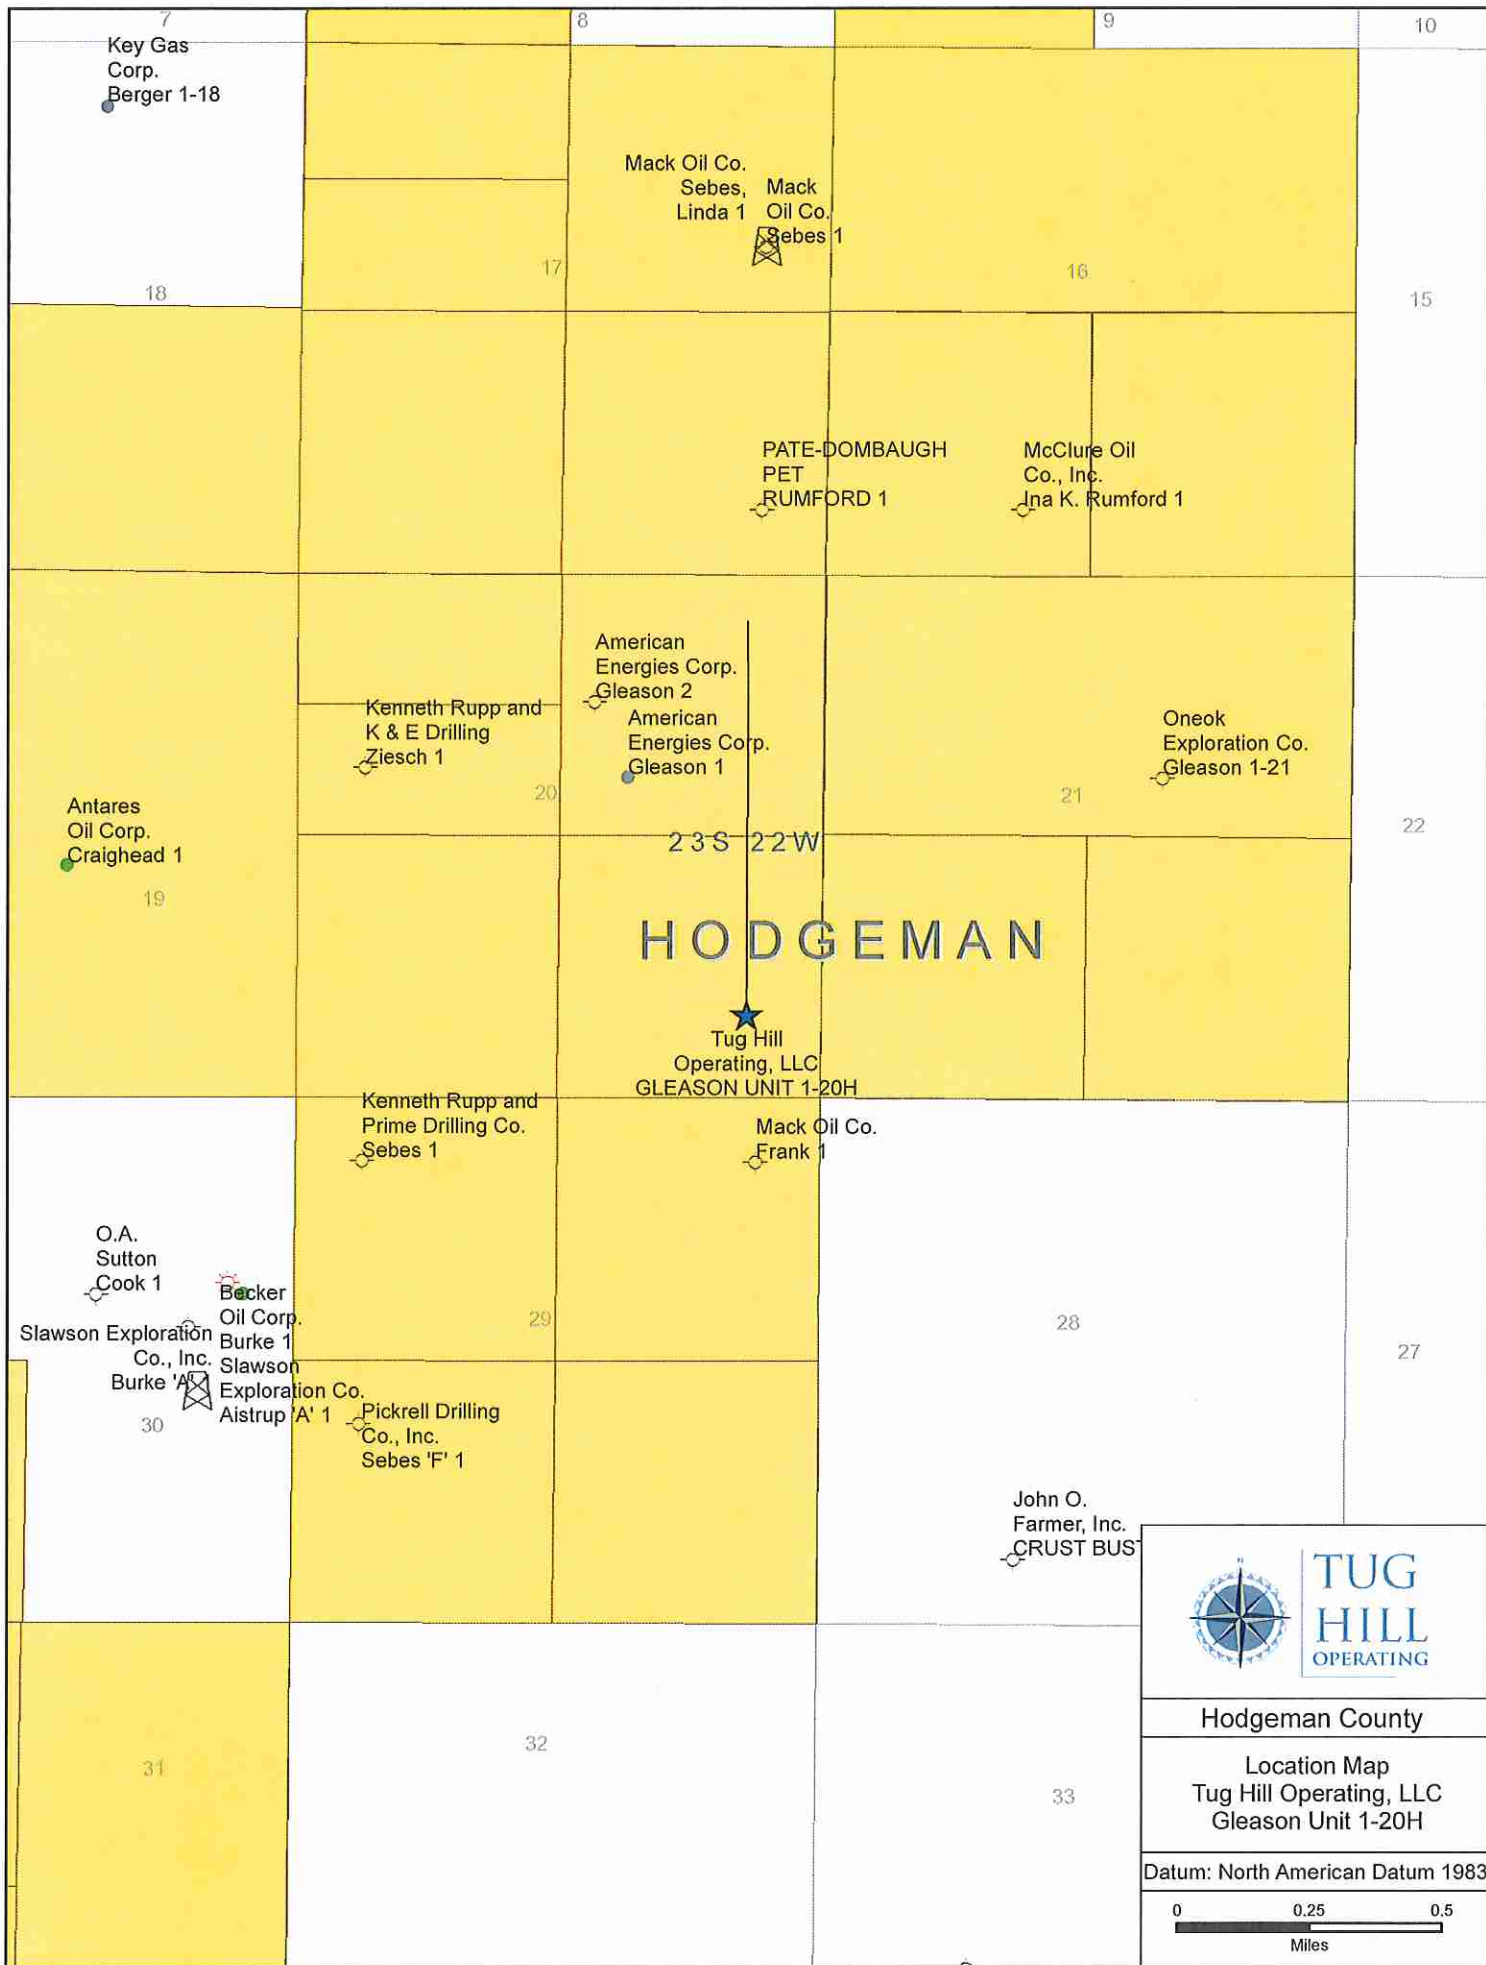 7
8
9
10
Key Gas
Corp.
Berger 1-18
Mack Oil Co.
Sebes,
Linda 1
Mack
Oil Co.
Sebes 1
17
16
18
15
PATE-DOMBAUGH
PET
RUMFORD 1
McClure Oil
Co., Inc.
Ina K. Rumford 1
American
Energies Corp.
Gleason 2
Kenneth Rupp and
K & E Drilling
Ziesch 1
American
Energies Corp.
Gleason 1
Oneok
Exploration Co.
Gleason 1-21
20
21
22
Antares
Oil Corp.
Craighead 1
19
23S 22W
HODGEMAN
Tug Hill
Operating, LLC
GLEASON UNIT 1-20H
Kenneth Rupp and
Prime Drilling Co.
Sebes 1
Mack Oil Co.
Frank 1
O.A.
Sutton
Cook 1
Becker
Oil Corp.
Burke 1
Slawson Exploration
Co., Inc.
Burke 'A'
Slawson
Exploration Co.
Aistrup 'A' 1
29
28
27
30
Pickrell Drilling
Co., Inc.
Sebes 'F' 1
John O.
Farmer, Inc.
CRUST BUST
31
32
33
N
TUG
HILL
OPERATING
Hodgeman County
Location Map
Tug Hill Operating, LLC
Gleason Unit 1-20H
Datum: North American Datum 1983
0 0.25 0.5
Miles